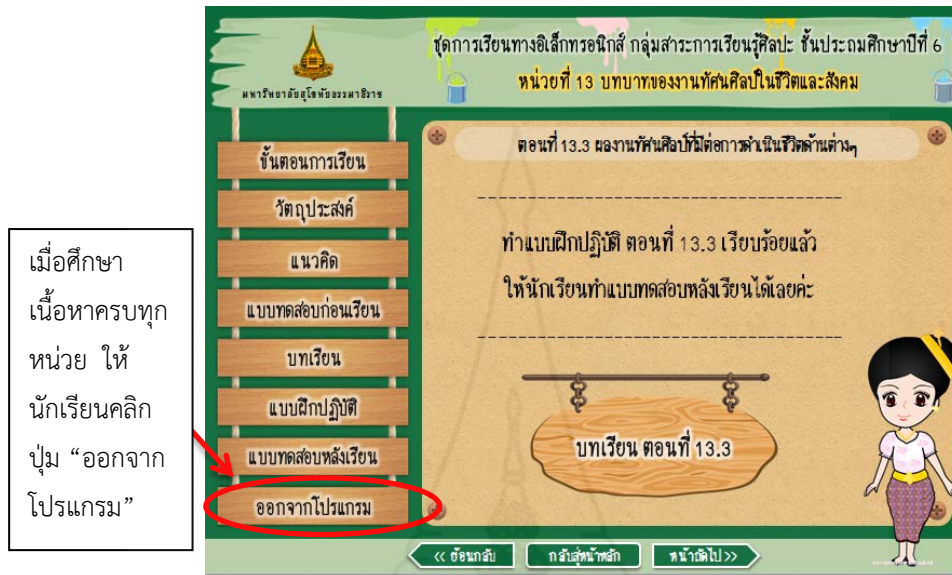 ชุดการเรียนทางอิเล็กทรอนิกส์ กลุ่มสาระการเรียนรู้ศิลปะ ชั้นประถมศึกษาปีที่ 6
หน่วยที่ 13 บทบาทของงานทัศนศิลป์ในชีวิตและสังคม
มหาวิทยาลัยสุโขทัยธรรมาธิราช
ตอนที่ 13.3 ผลงานทัศนศิลป์ที่มีต่อการดำเนินชีวิตด้านต่างๆ
ขั้นตอนการเรียน
วัตถุประสงค์
แนวคิด
แบบทดสอบก่อนเรียน
บทเรียน
แบบฝึกปฏิบัติ
แบบทดสอบหลังเรียน
ออกจากโปรแกรม
ทำแบบฝึกปฏิบัติ ตอนที่ 13.3 เรียบร้อยแล้ว
ให้นักเรียนทำแบบทดสอบหลังเรียนได้เลยค่ะ
บทเรียน ตอนที่ 13.3
เมื่อศึกษา
เนื้อหาครบทุก
หน่วย ให้
นักเรียนคลิก
ปุ่ม “ออกจาก
โปรแกรม”
<< ย้อนกลับ
กลับสู่หน้าหลัก
หน้าถัดไป >>